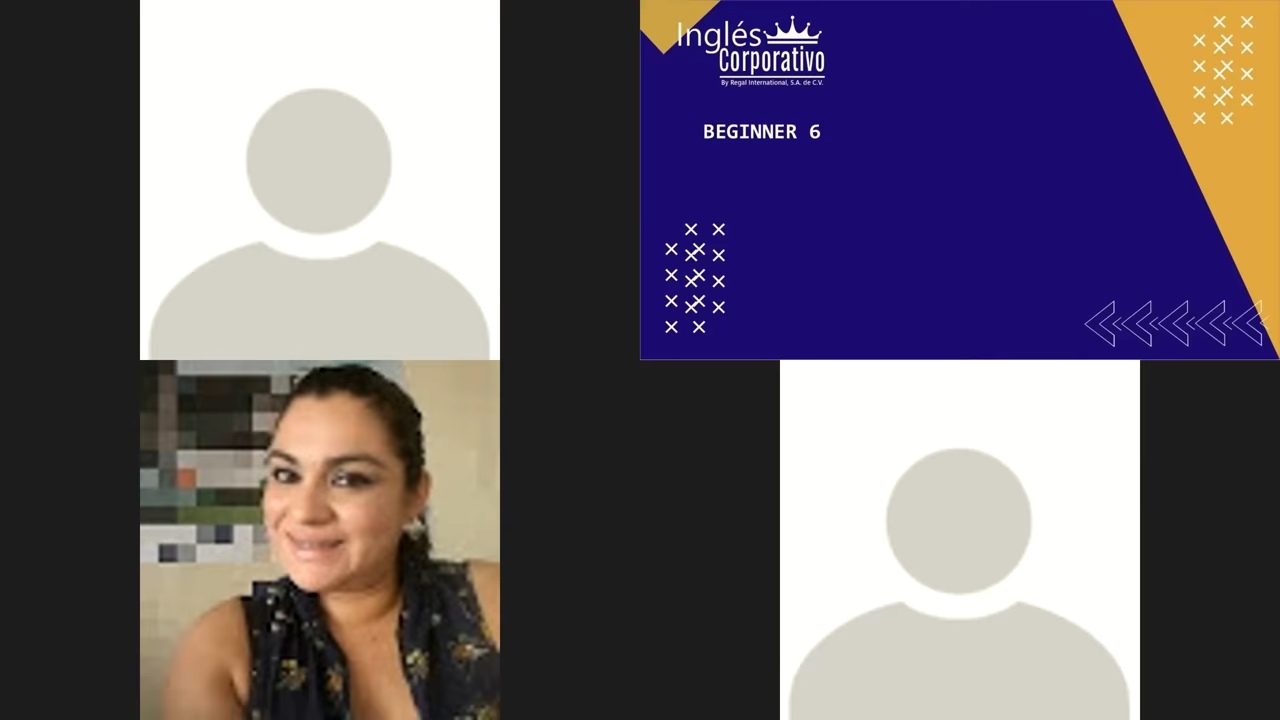 Inglés
Corporativo
By Regal International, S.A. de C.V.
BEGINNER 6